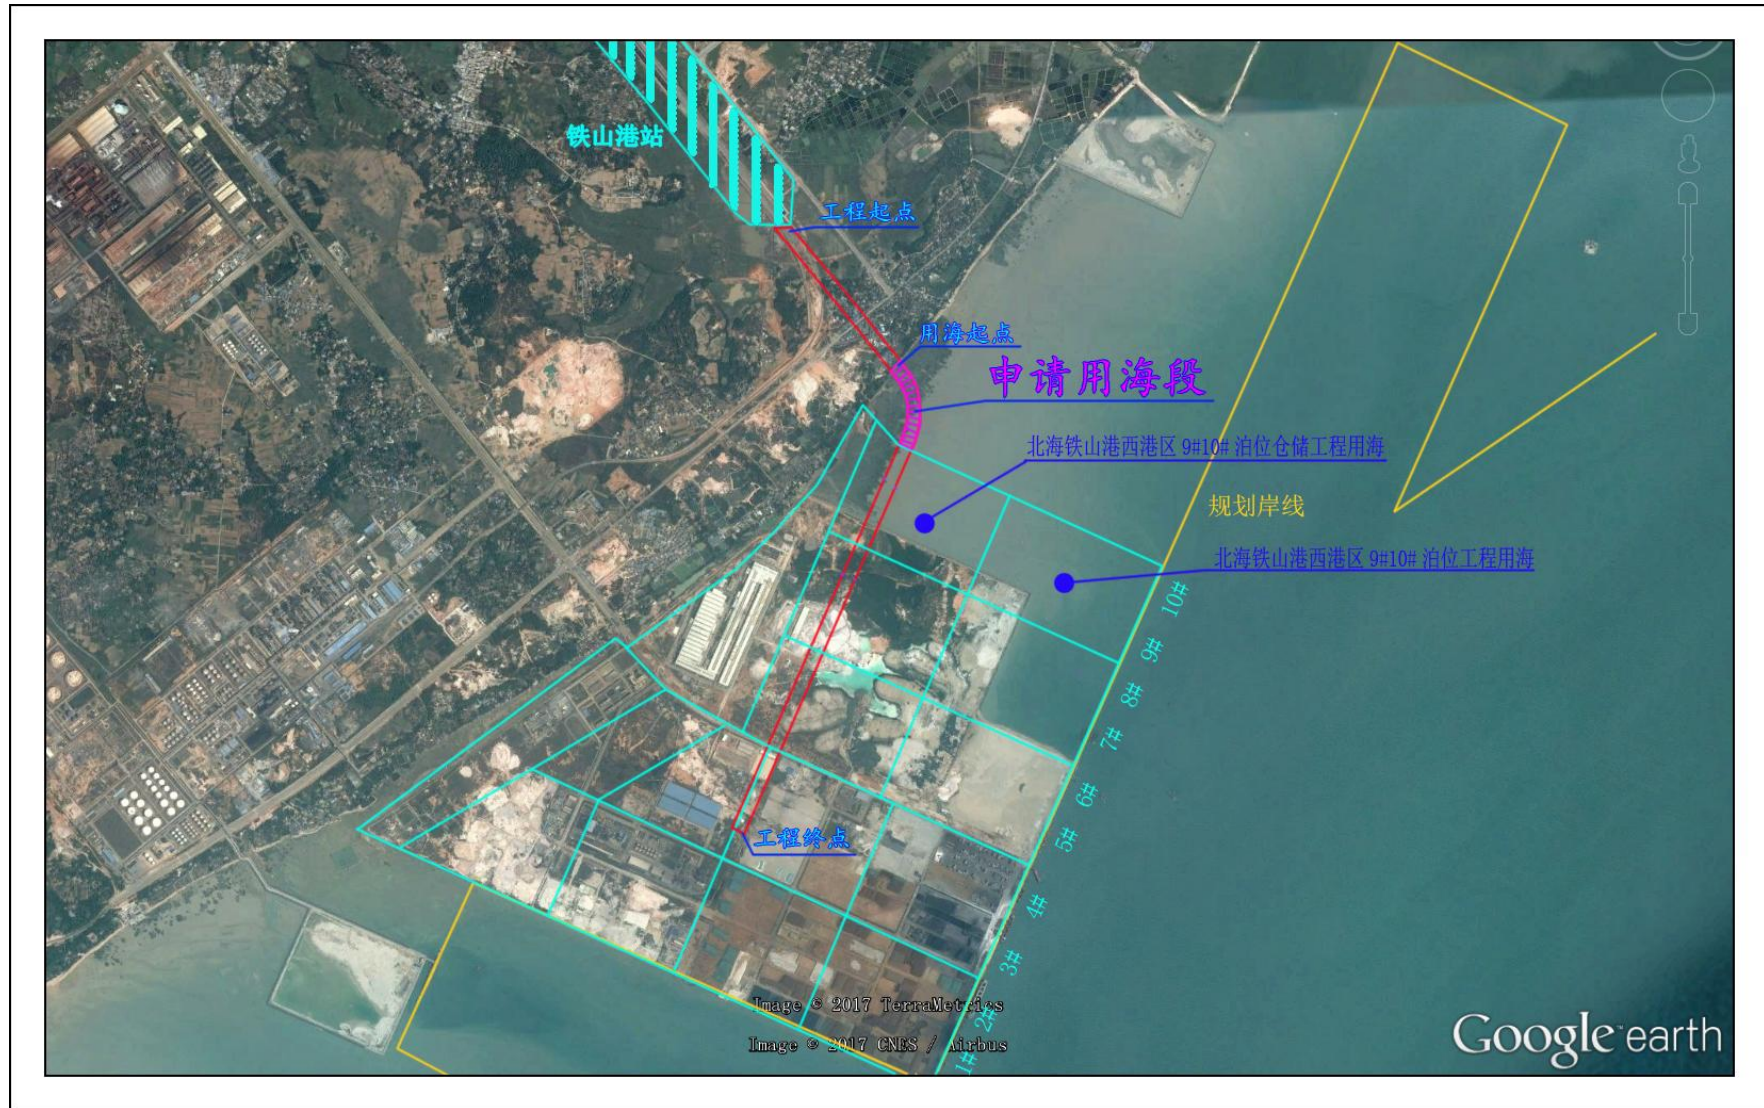 铁山港站
工程起点
用海起点
申请用海段
北海铁山港西港区 9#10# 泊位仓储工程用海
规划岸线
北海铁山港西港区 9#10# 泊位工程用海
10#
9#
8#
7#
6#
5#
工程终点
4#
3#
2#
1#
Image © 2017 TerraMetrics
Image © 2017 CNES / Airbus
Google earth